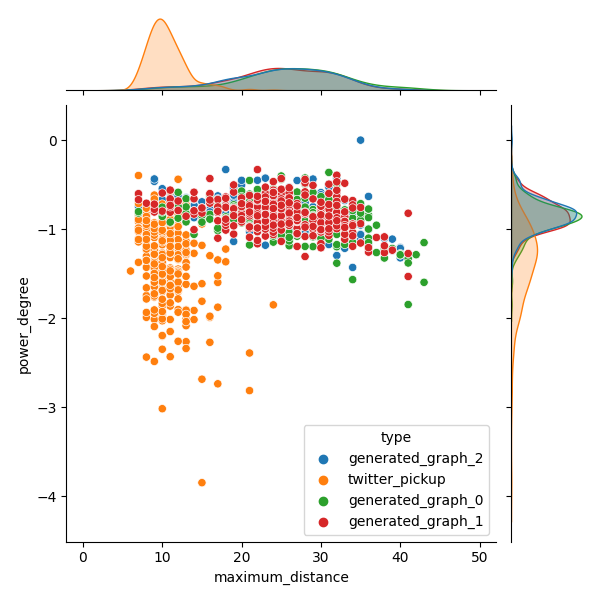 0
−1
−2
−3
−4
power_degree
type
generated_graph_2
twitter_pickup
generated_graph_0
generated_graph_1
0 10 20 30 40 50
maximum_distance